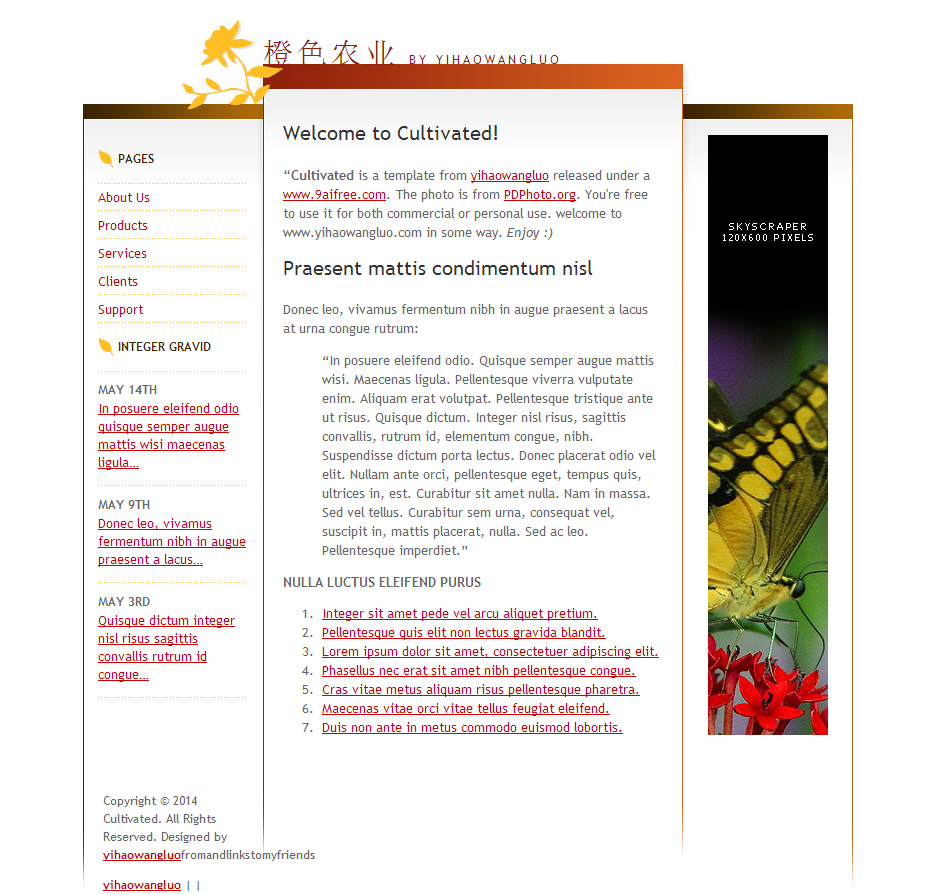 橙色农业 BY YIHAOWANGLUO
PAGES
About Us
Products
Services
Clients
Support
INTEGER GRAVID
MAY 14TH
In posuere eleifend odio
quisque semper augue
mattis wisi maecenas
ligula...
MAY 9TH
Donec leo, vivamus
fermentum nibh in augue
praesent a lacus...
MAY 3RD
Quisque dictum integer
nisl risus sagittis
convallis rutrum id
congue...
Welcome to Cultivated!
“Cultivated is a template from yihaowangluo released under a
www.9aifree.com. The photo is from PDPhoto.org. You're free
to use it for both commercial or personal use. welcome to
www.yihaowangluo.com in some way. Enjoy :)
Praesent mattis condimentum nisl
Donec leo, vivamus fermentum nibh in augue praesent a lacus
at urna congue rutrum:
“In posuere eleifend odio. Quisque semper augue mattis
wisi. Maecenas ligula. Pellentesque viverra vulputate
enim. Aliquam erat volutpat. Pellentesque tristique ante
ut risus. Quisque dictum. Integer nisl risus, sagittis
convallis, rutrum id, elementum congue, nibh.
Suspendisse dictum porta lectus. Donec placerat odio vel
elit. Nullam ante orci, pellentesque eget, tempus quis,
ultrices in, est. Curabitur sit amet nulla. Nam in massa.
Sed vel tellus. Curabitur sem urna, consequat vel,
suscipit in, mattis placerat, nulla. Sed ac leo.
Pellentesque imperdiet.”
NULLA LUCTUS ELEIFEND PURUS
1. Integer sit amet pede vel arcu aliquet pretium.
2. Pellentesque quis elit non lectus gravida blandit.
3. Lorem ipsum dolor sit amet, consectetuer adipiscing elit.
4. Phasellus nec erat sit amet nibh pellentesque congue.
5. Cras vitae metus aliquam risus pellentesque pharetra.
6. Maecenas vitae orci vitae tellus feugiat eleifend.
7. Duis non ante in metus commodo euismod lobortis.
SKYSCRAPER
120X600 PIXELS
Copyright © 2014
Cultivated. All Rights
Reserved. Designed by
yihaowangluofromandlinkstomyfriends
yihaowangluo | |